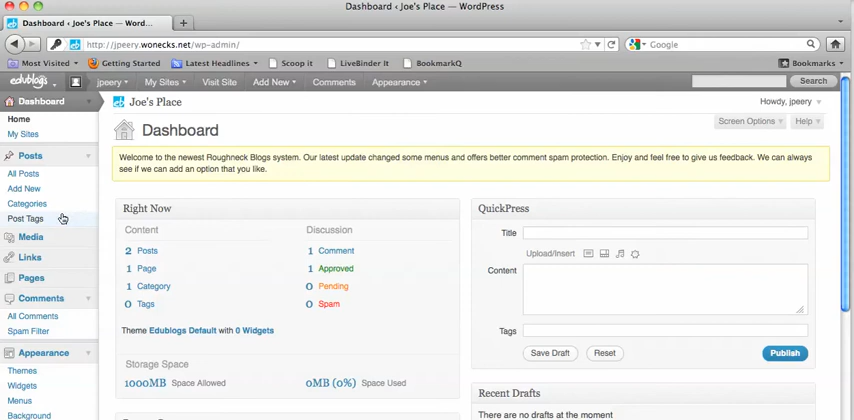 Dashboard ‹ Joe's Place — WordPress
Dashboard ‹ Joe's Place — Word...
http://jpeery.wonecks.net/wp-admin/
Google
Most Visited
Getting Started
Latest Headlines
Scoop it
LiveBinder It
BookmarkQ
Bookmarks
edublogs
jpeery
My Sites
Visit Site
Add New
Comments
Appearance
Search
Dashboard
Joe's Place
Howdy, jpeery
Home
My Sites
Screen Options
Help
Dashboard
Welcome to the newest Roughneck Blogs system. Our latest update changed some menus and offers better comment spam protection. Enjoy and feel free to give us feedback. We can always
see if we can add an option that you like.
Posts
All Posts
Add New
Categories
Post Tags
Media
Links
Pages
Comments
All Comments
Spam Filter
Appearance
Themes
Widgets
Menus
Background
Right Now
Content
Discussion
2 Posts
1 Comment
1 Page
1 Approved
1 Category
0 Pending
0 Tags
0 Spam
Theme Edublogs Default with 0 Widgets
Storage Space
1000MB Space Allowed
0MB (0%) Space Used
QuickPress
Title
Upload/Insert
Content
Tags
Save Draft
Reset
Publish
Recent Drafts
There are no drafts at the moment